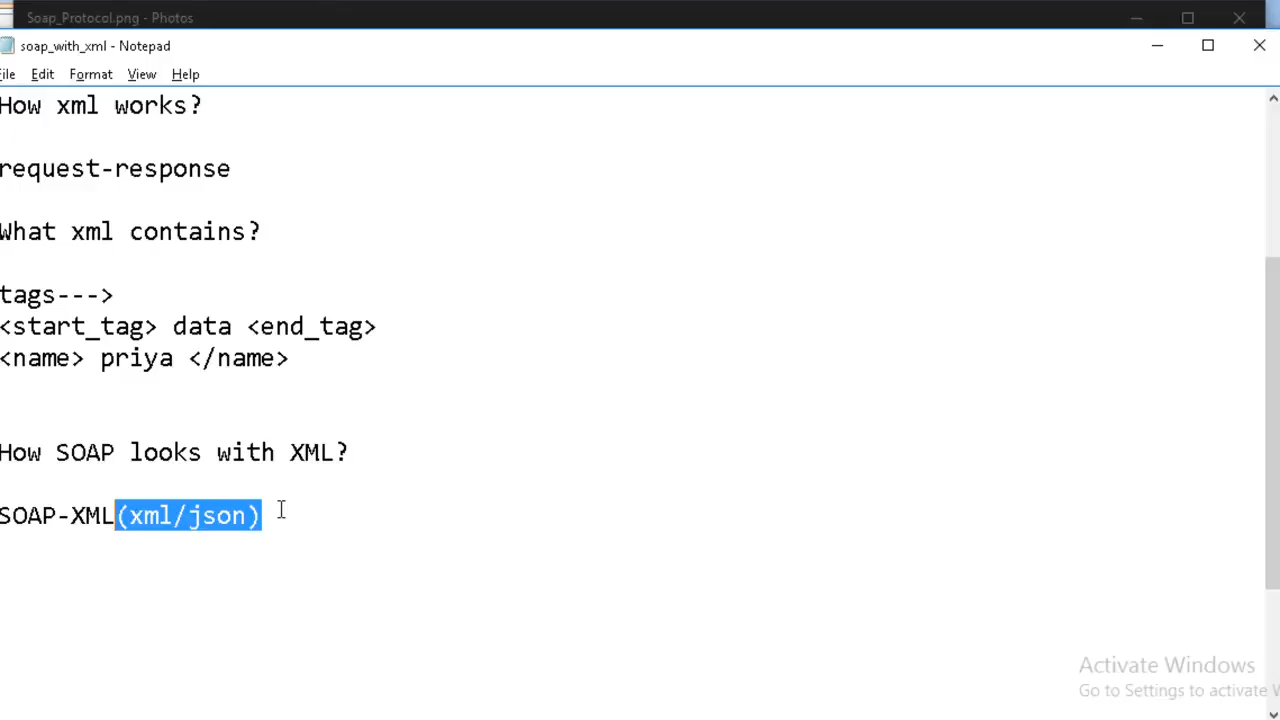 Soap_Protocol.png - Photos
soap_with_xml - Notepad
File Edit Format View Help
How xml works?
request-response
What xml contains?
tags--->
<start_tag> data <end_tag>
<name> priya </name>
How SOAP looks with XML?
SOAP-XML(xml/json)
Activate Windows
Go to Settings to activate W